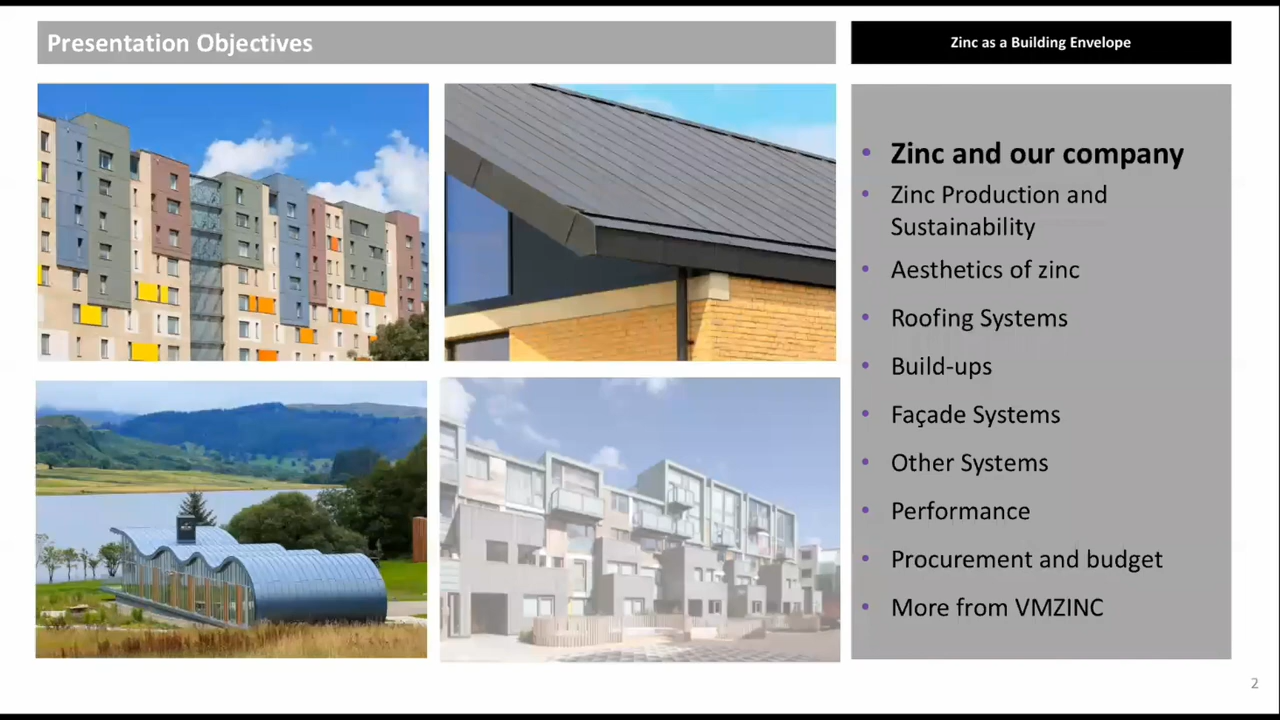 Presentation Objectives
Zinc as a Building Envelope
• Zinc and our company
• Zinc Production and
Sustainability
• Aesthetics of zinc
• Roofing Systems
• Build-ups
• Façade Systems
• Other Systems
• Performance
• Procurement and budget
• More from VMZINC
2